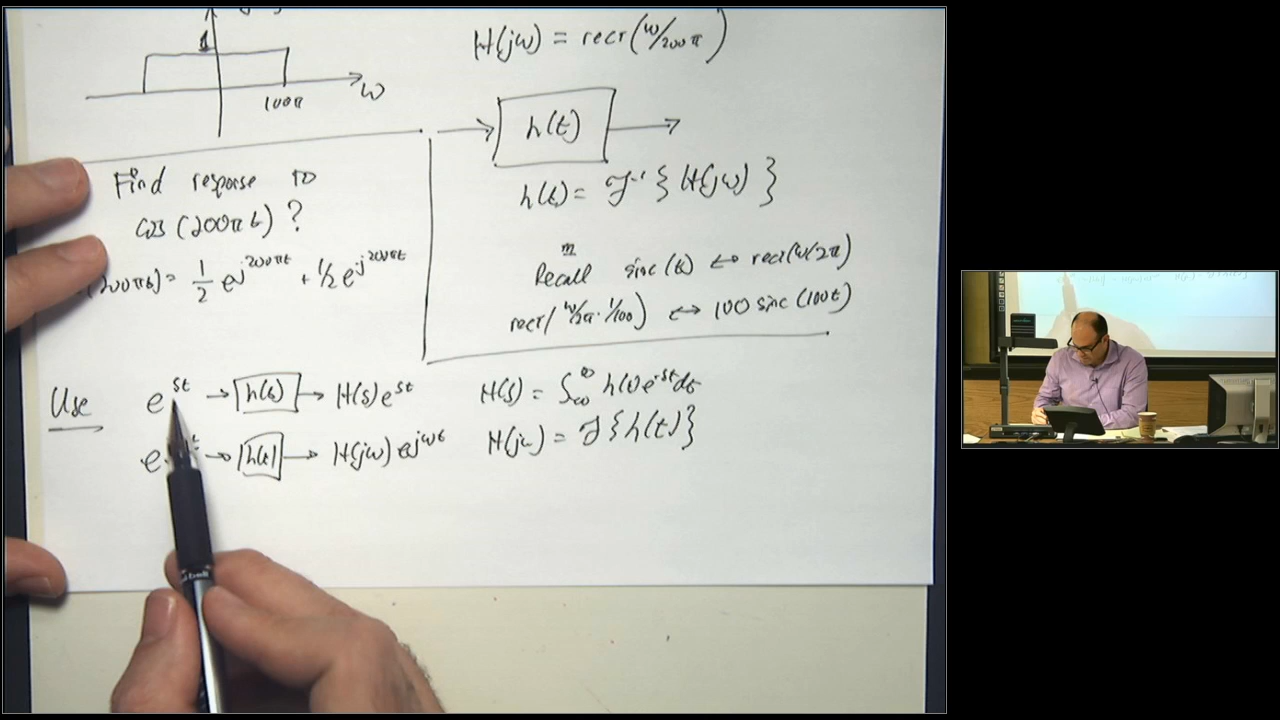 1
100π
ω
H(jω) = rect(ω/200π)
h(t)
h(t) = ℱ⁻¹ { H(jω) }
Find response to
cos(200πt) ?
(200πt) = 1/2 e^j200πt + 1/2 e^-j200πt
Recall sinc(t) ↔ rect(ω/2π)
rect(ω/2π · 1/100) ↔ 100 sinc(100t)
Use e^st → h(t) → H(s)e^st H(s) = ∫_-∞^∞ h(t)e^-st dt
e → h(t) → H(jω) e^jωt H(jω) = ℱ{h(t)}